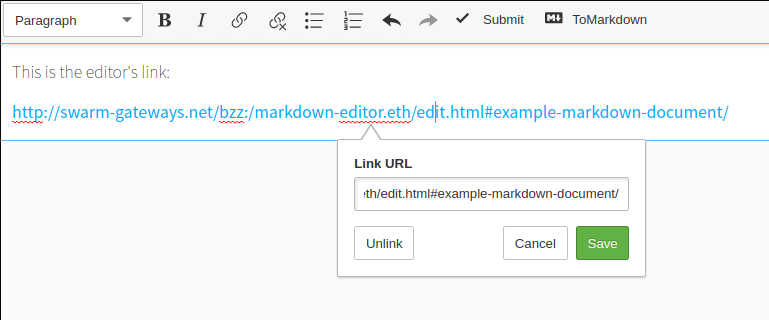 Paragraph B I Submit M ToMarkdown
This is the editor's link:
http://swarm-gateways.net/bzz:/markdown-editor.eth/edit.html#example-markdown-document/
Link URL
th/edit.html#example-markdown-document/
Unlink Cancel Save